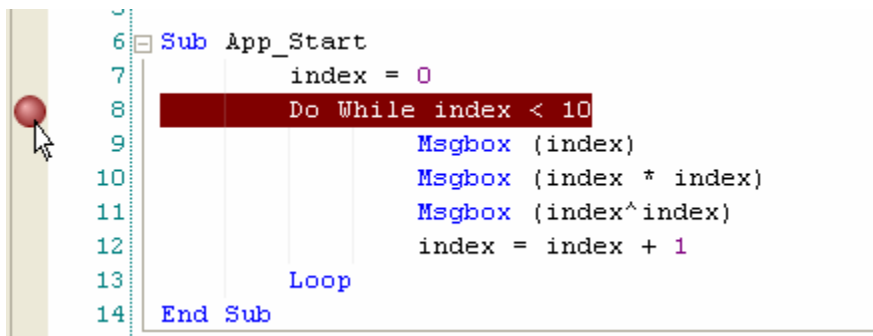 6 Sub App_Start
7 index = 0
8 Do While index < 10
9 Msgbox (index)
10 Msgbox (index * index)
11 Msgbox (index^index)
12 index = index + 1
13 Loop
14 End Sub